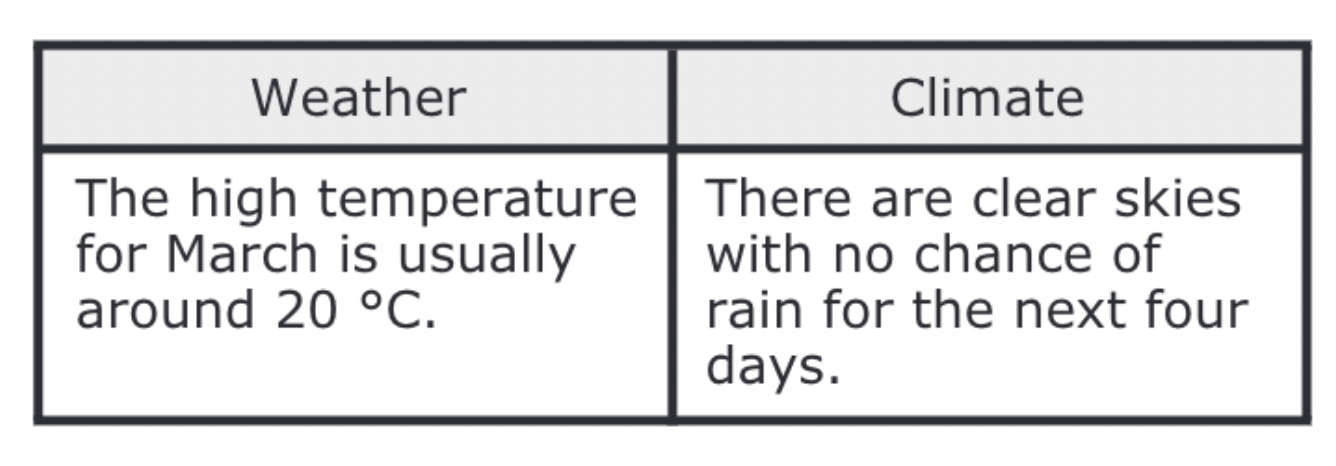 Weather
Climate
The high temperature
for March is usually
around 20 °C.
There are clear skies
with no chance of
rain for the next four
days.